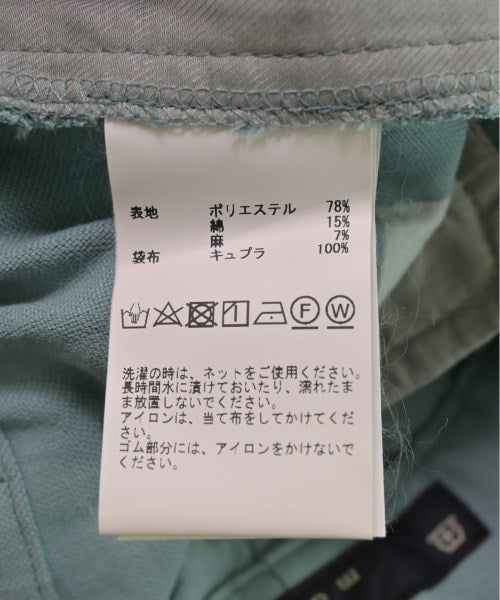 表地 ポリエステル 78%
綿 15%
麻 7%
袋布 キュプラ 100%
F W
洗濯の時は、ネットをご使用ください。
長時間水に漬けておいたり、濡れたま
ま放置しないでください。
アイロンは、当て布をしてかけてくだ
さい。
ゴム部分には、アイロンをかけないで
ください。